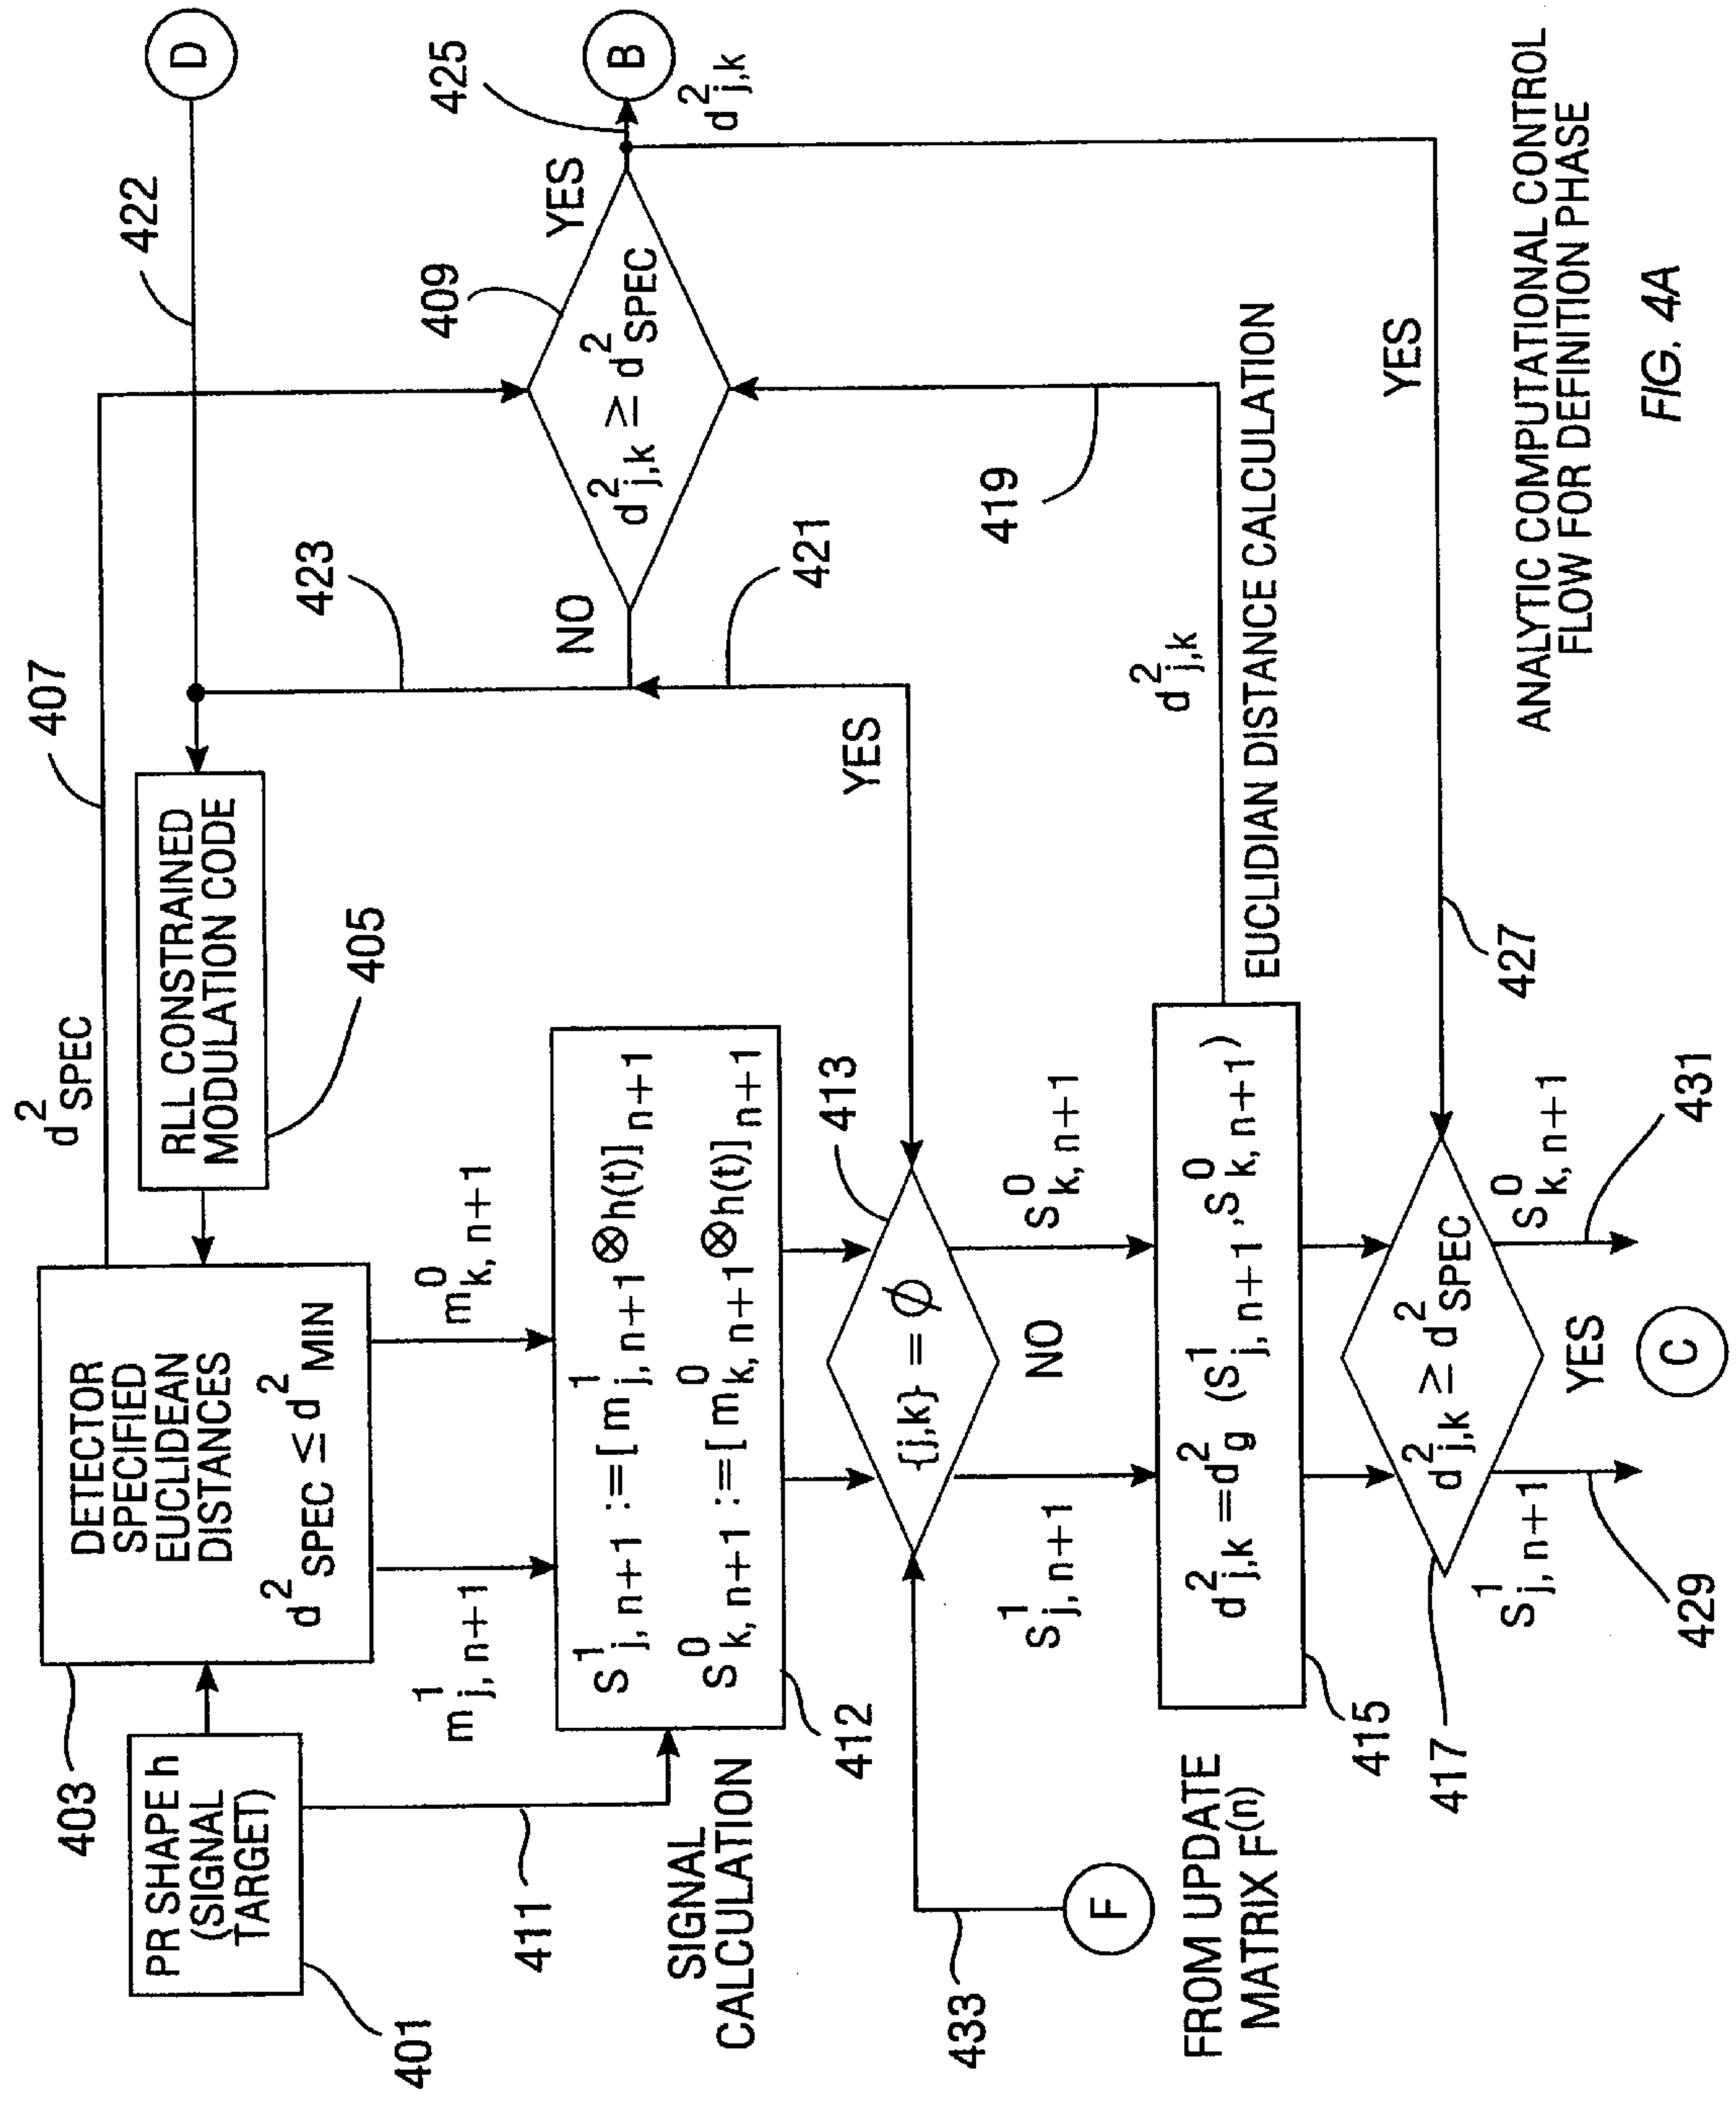 PR SHAPE h
(SIGNAL
TARGET)
401
403
DETECTOR
SPECIFIED
EUCLIDEAN
DISTANCES
d²SPEC ≤ d²MIN
d²SPEC
407
RLL CONSTRAINED
MODULATION CODE
405
422
D
423
411
m¹j, n+1
m⁰k, n+1
SIGNAL
CALCULATION
S¹j, n+1 :=[m¹j, n+1 ⊗h(t)]n+1
S⁰k, n+1 :=[m⁰k, n+1 ⊗h(t)]n+1
412
NO
409
d²j,k ≥ d²SPEC
YES
425
B
d²j,k
421
YES
413
{j,k} = ∅
NO
433
F
S¹j, n+1
S⁰k, n+1
419
FROM UPDATE
MATRIX F(n)
d²j,k =d²g (S¹j, n+1 ,S⁰k, n+1 )
415
d²j,k
EUCLIDIAN DISTANCE CALCULATION
YES
427
417
d²j,k ≥ d²SPEC
YES
S¹j, n+1
S⁰k, n+1
429
431
C
ANALYTIC COMPUTATIONAL CONTROL
FLOW FOR DEFINITION PHASE
FIG. 4A